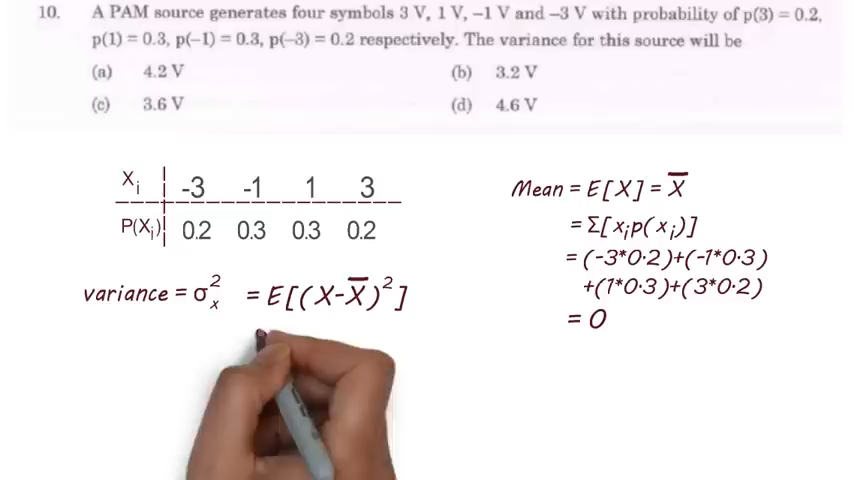 10. A PAM source generates four symbols 3 V, 1 V, −1 V and −3 V with probability of p(3) = 0.2,
p(1) = 0.3, p(−1) = 0.3, p(−3) = 0.2 respectively. The variance for this source will be
(a) 4.2 V (b) 3.2 V
(c) 3.6 V (d) 4.6 V
Xᵢ -3 -1 1 3
P(Xᵢ) 0.2 0.3 0.3 0.2
variance = σₓ² = E[(X-X̄)²]
Mean = E[X] = X̄
= Σ[xᵢp(xᵢ)]
= (-3*0.2)+(-1*0.3)
+(1*0.3)+(3*0.2)
= 0